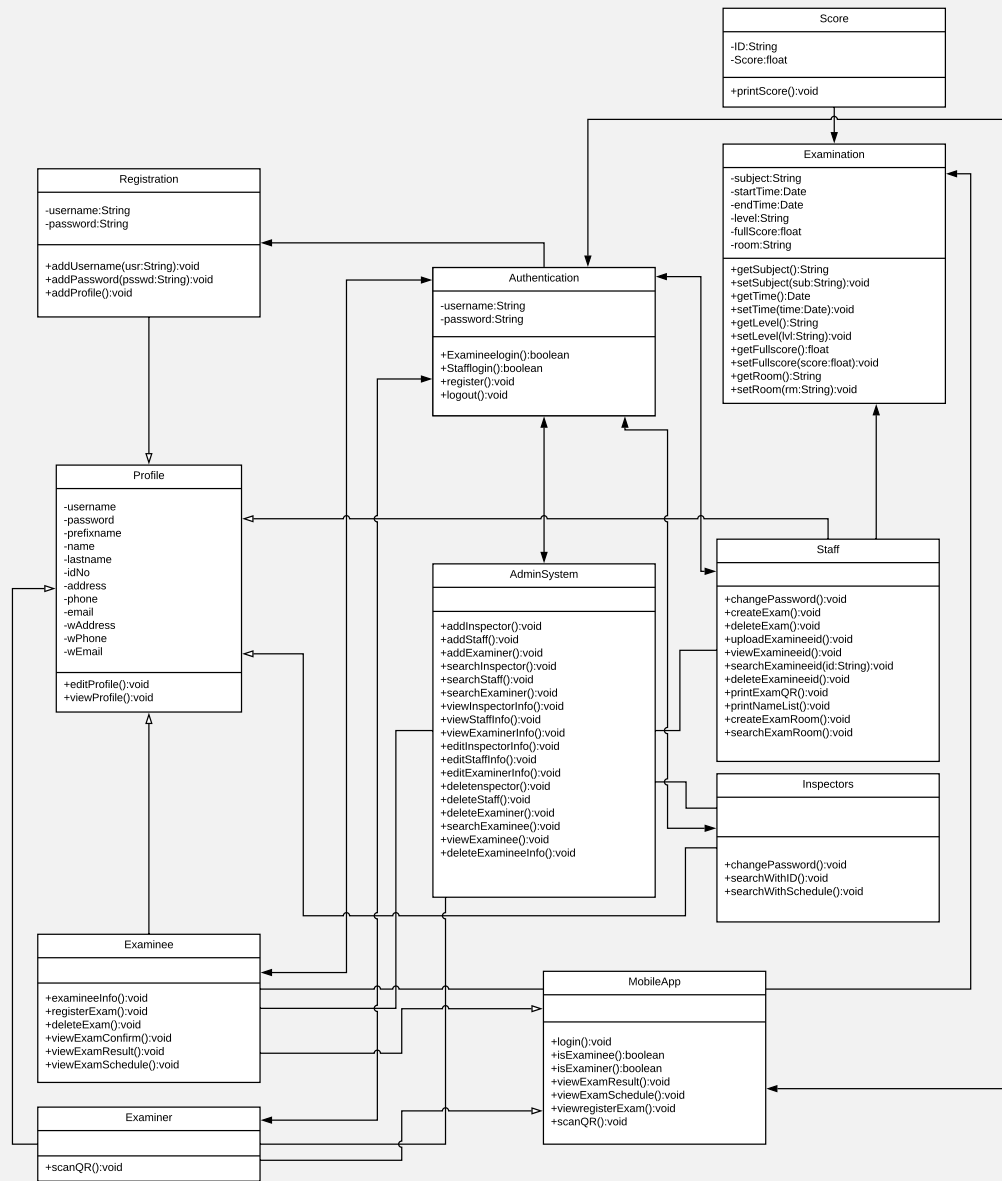 Score
-ID:String
-Score:float
+printScore():void
Examination
-subject:String
-startTime:Date
-endTime:Date
-level:String
-fullScore:float
-room:String
+getSubject():String
+setSubject(sub:String):void
+getTime():Date
+setTime(time:Date):void
+getLevel():String
+setLevel(lvl:String):void
+getFullscore():float
+setFullscore(score:float):void
+getRoom():String
+setRoom(rm:String):void
Registration
-username:String
-password:String
+addUsername(usr:String):void
+addPassword(psswd:String):void
+addProfile():void
Authentication
-username:String
-password:String
+Examineelogin():boolean
+Stafflogin():boolean
+register():void
+logout():void
Profile
-username
-password
-prefixname
-name
-lastname
-idNo
-address
-phone
-email
-wAddress
-wPhone
-wEmail
+editProfile():void
+viewProfile():void
AdminSystem
+addInspector():void
+addStaff():void
+addExaminer():void
+searchInspector():void
+searchStaff():void
+searchExaminer():void
+viewInspectorInfo():void
+viewStaffInfo():void
+viewExaminerInfo():void
+editInspectorInfo():void
+editStaffInfo():void
+editExaminerInfo():void
+deletenspector():void
+deleteStaff():void
+deleteExaminer():void
+searchExaminee():void
+viewExaminee():void
+deleteExamineeInfo():void
Staff
+changePassword():void
+createExam():void
+deleteExam():void
+uploadExamineeid():void
+viewExamineeid():void
+searchExamineeid(id:String):void
+deleteExamineeid():void
+printExamQR():void
+printNameList():void
+createExamRoom():void
+searchExamRoom():void
Inspectors
+changePassword():void
+searchWithID():void
+searchWithSchedule():void
Examinee
+examineeInfo():void
+registerExam():void
+deleteExam():void
+viewExamConfirm():void
+viewExamResult():void
+viewExamSchedule():void
MobileApp
+login():void
+isExaminee():boolean
+isExaminer():boolean
+viewExamResult():void
+viewExamSchedule():void
+viewregisterExam():void
+scanQR():void
Examiner
+scanQR():void